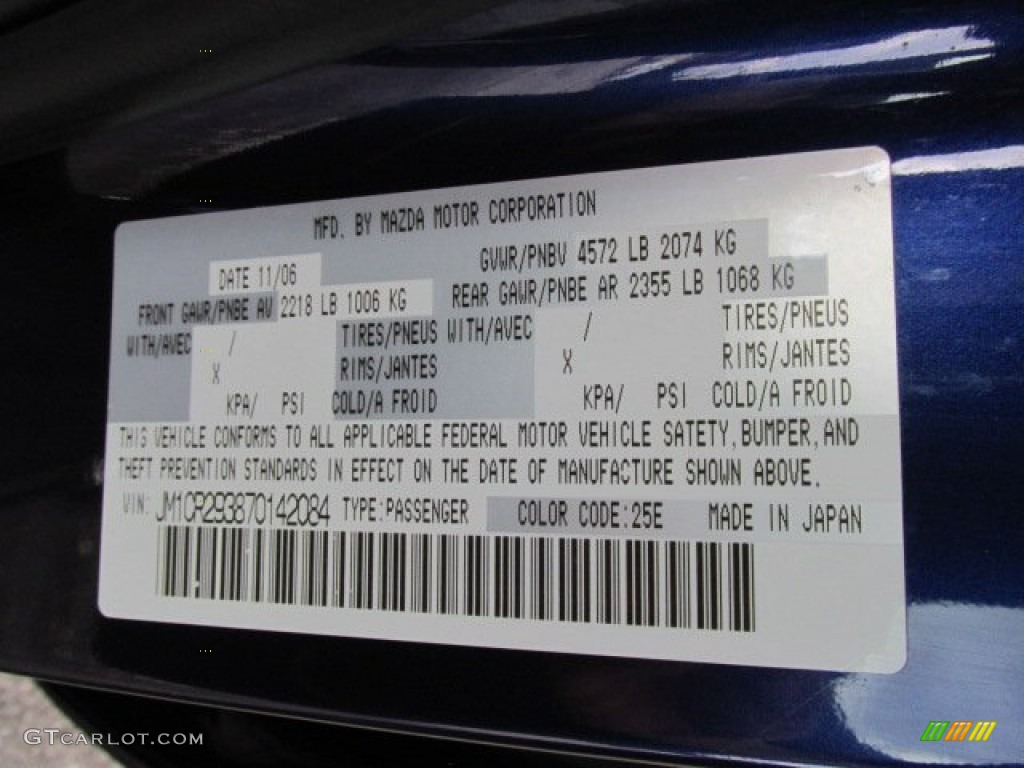 MFD. BY MAZDA MOTOR CORPORATION
DATE 11/06 GVWR/PNBV 4572 LB 2074 KG
FRONT GAWR/PNBE AV 2218 LB 1006 KG REAR GAWR/PNBE AR 2355 LB 1068 KG
WITH/AVEC / TIRES/PNEUS WITH/AVEC / TIRES/PNEUS
X RIMS/JANTES X RIMS/JANTES
KPA/ PSI COLD/A FROID KPA/ PSI COLD/A FROID
THIS VEHICLE CONFORMS TO ALL APPLICABLE FEDERAL MOTOR VEHICLE SATETY, BUMPER, AND
THEFT PREVENTION STANDARDS IN EFFECT ON THE DATE OF MANUFACTURE SHOWN ABOVE.
VIN: JM1CR293870142084 TYPE:PASSENGER COLOR CODE:25E MADE IN JAPAN
GTCARLOT.COM